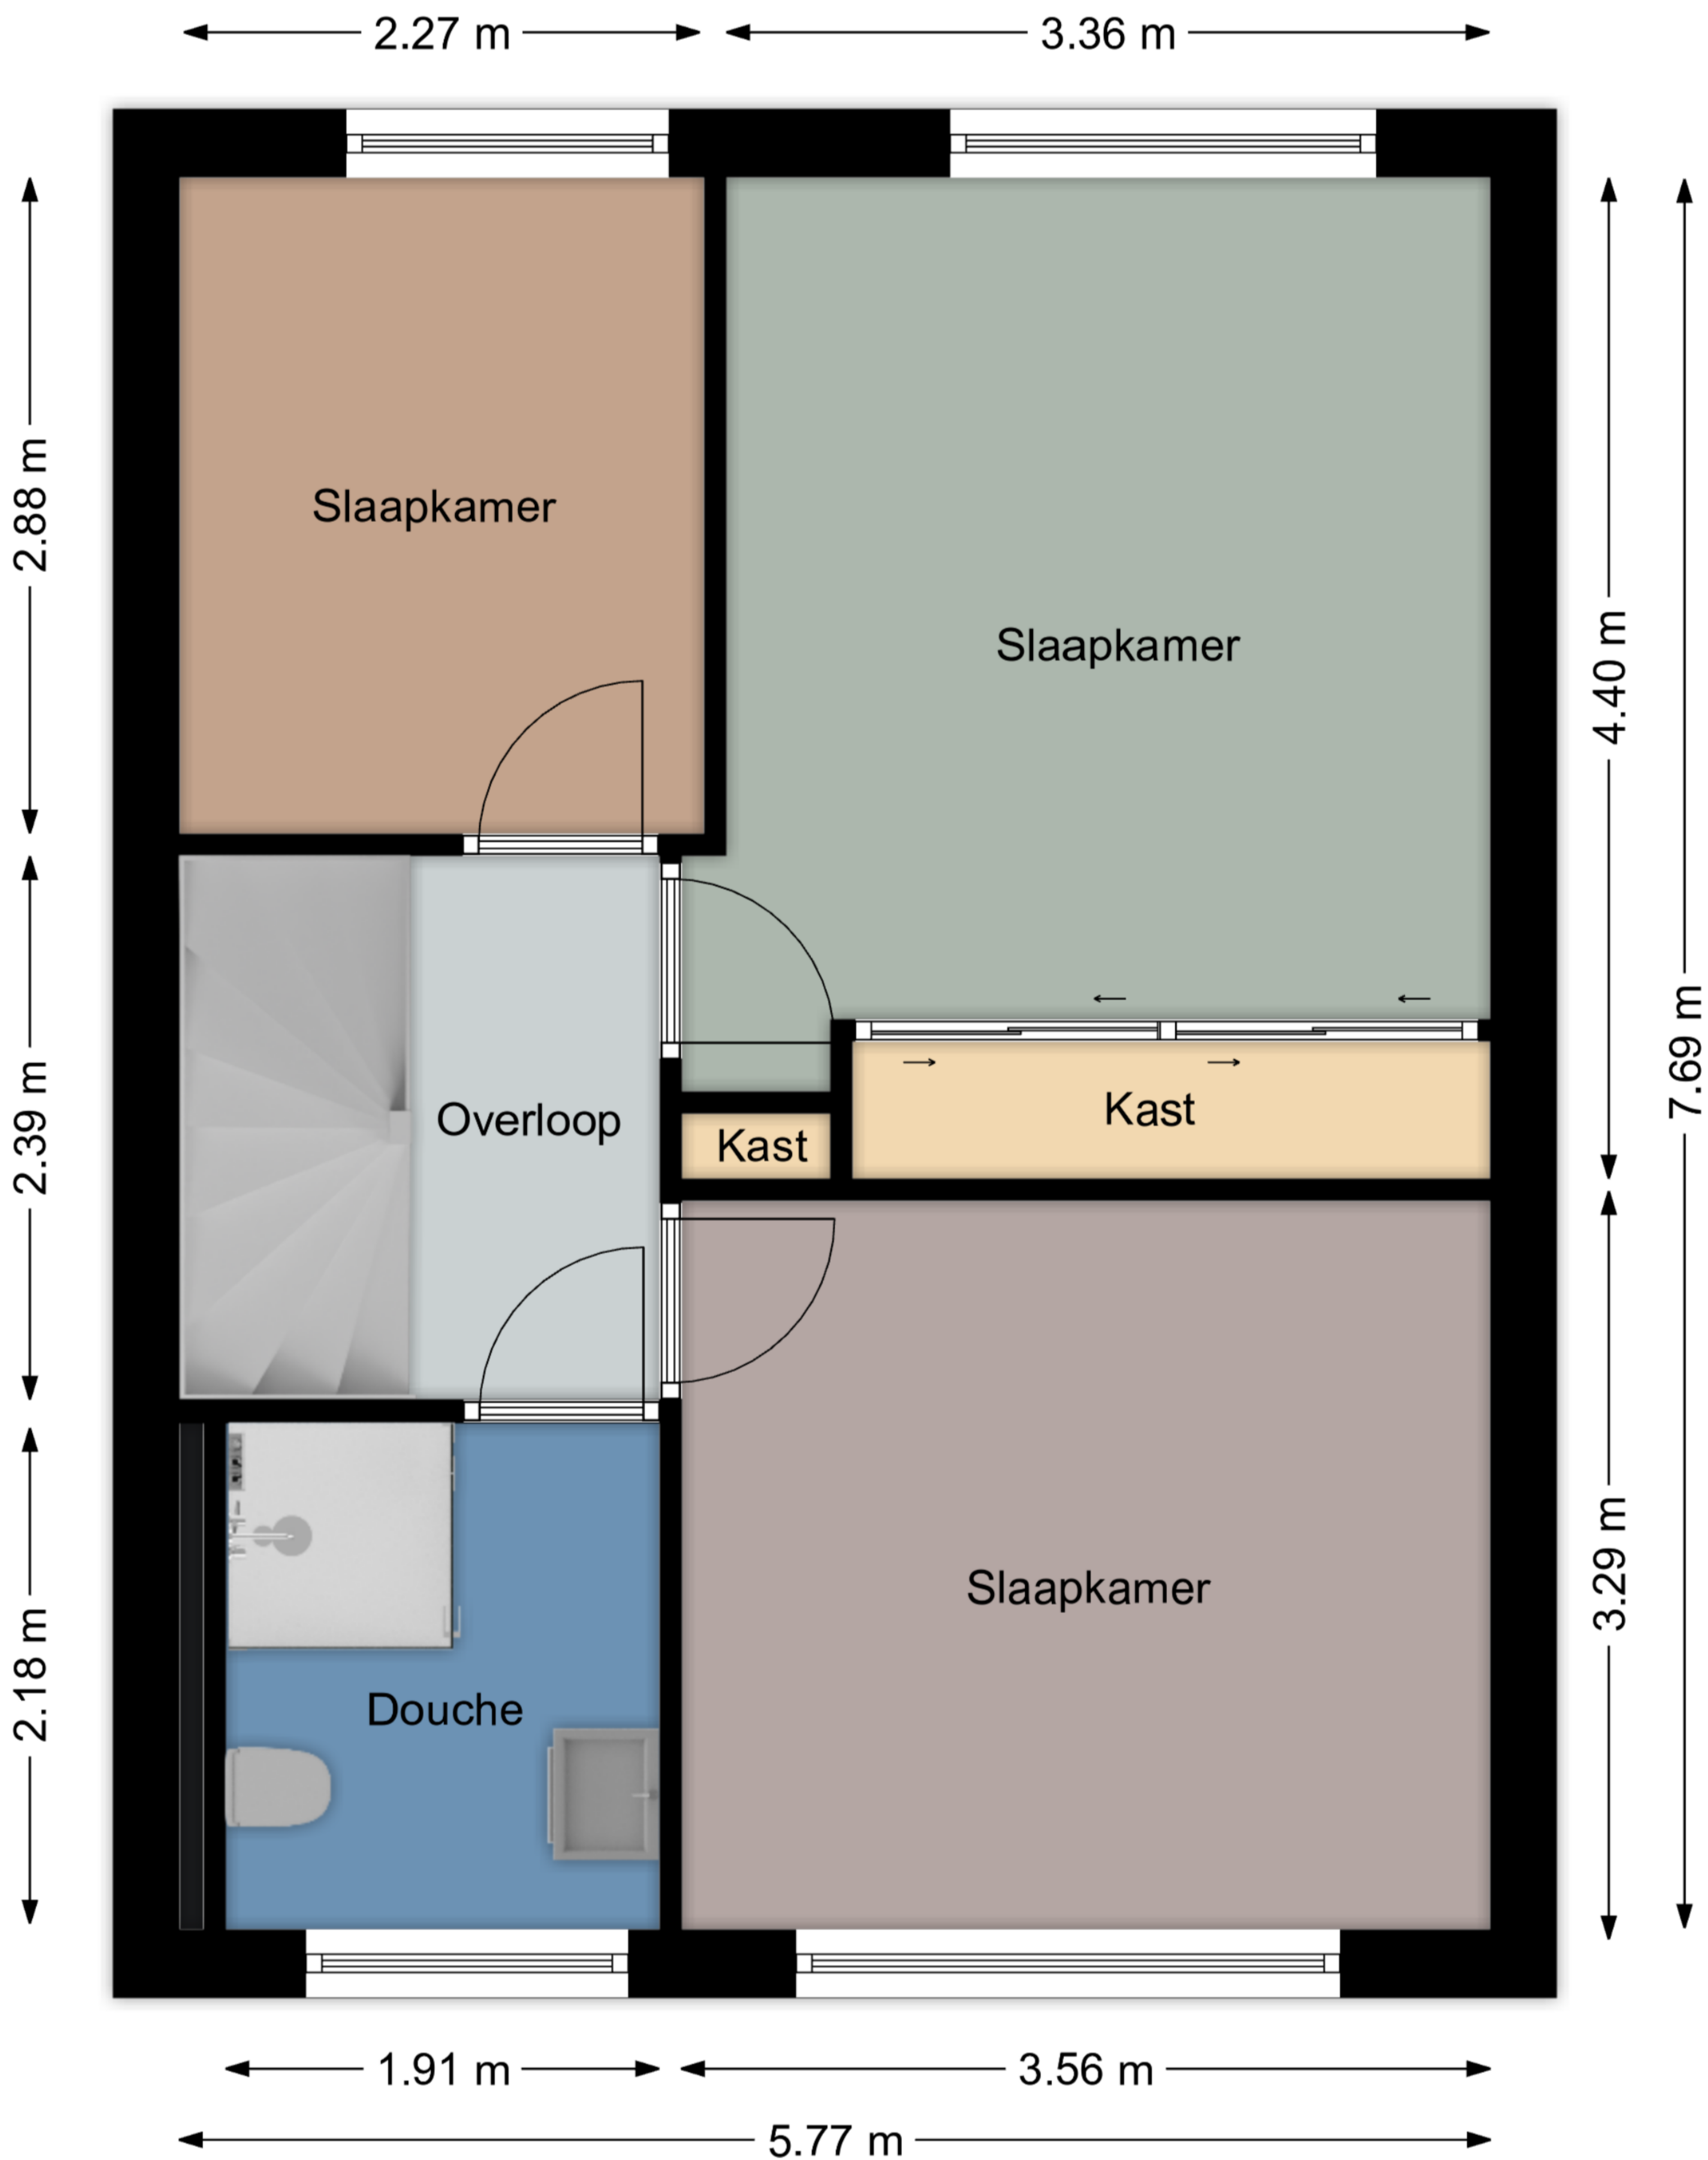 2.27 m
3.36 m
Slaapkamer
2.88 m
Slaapkamer
4.40 m
7.69 m
2.39 m
Overloop
Kast
Kast
3.29 m
Slaapkamer
2.18 m
Douche
1.91 m
3.56 m
5.77 m